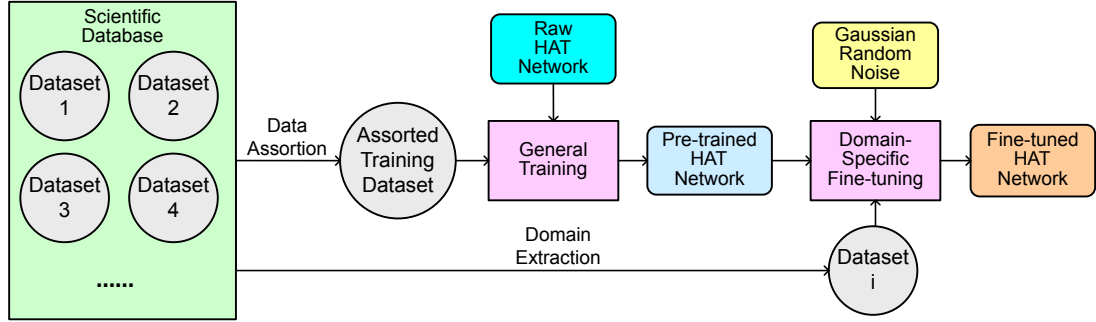 Scientific
Database
Dataset
1
Dataset
2
Dataset
3
Dataset
4
......
Data
Assortion
Assorted
Training
Dataset
Raw
HAT
Network
General
Training
Pre-trained
HAT
Network
Gaussian
Random
Noise
Domain-
Specific
Fine-tuning
Fine-tuned
HAT
Network
Domain
Extraction
Dataset
i